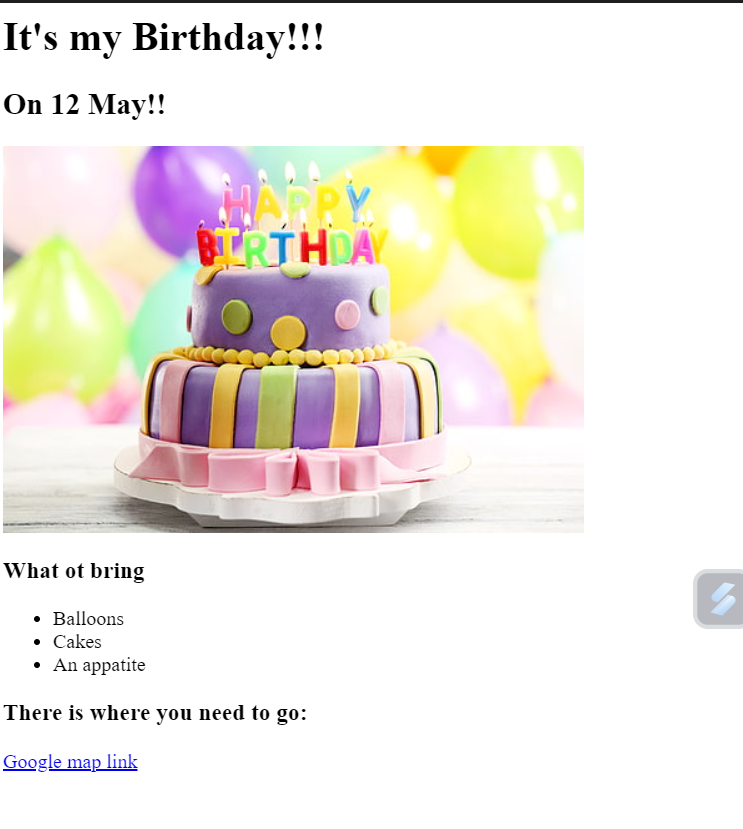 It's my Birthday!!!
On 12 May!!
HAPPY
BIRTHDAY
What ot bring
Balloons
Cakes
An appatite
There is where you need to go:
Google map link